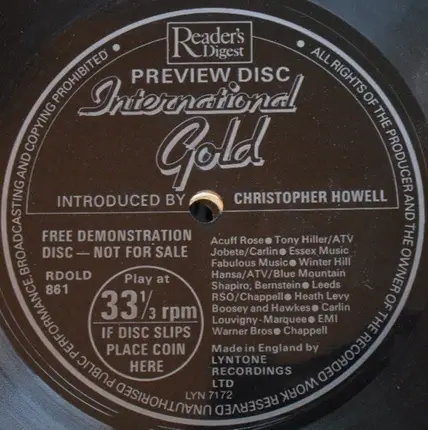 Reader's
Digest
PREVIEW DISC
International
Gold
INTRODUCED BY CHRISTOPHER HOWELL
FREE DEMONSTRATION
DISC — NOT FOR SALE
RDOLD
861
Play at
33 1/3 rpm
IF DISC SLIPS
PLACE COIN
HERE
Acuff Rose ● Tony Hiller/ATV
Jobete/Carlin ● Essex Music
Fabulous Music ● Winter Hill
Hansa/ATV/Blue Mountain
Shapiro, Bernstein ● Leeds
RSO/Chappell ● Heath Levy
Boosey and Hawkes ● Carlin
Louvigny-Marquee ● EMI
Warner Bros ● Chappell
Made in England by
LYNTONE
RECORDINGS
LTD
LYN 7172
● ALL RIGHTS OF THE PRODUCER AND THE OWNER OF THE RECORDED WORK RESERVED UNAUTHORISED PUBLIC PERFORMANCE, BROADCASTING AND COPYING PROHIBITED ●